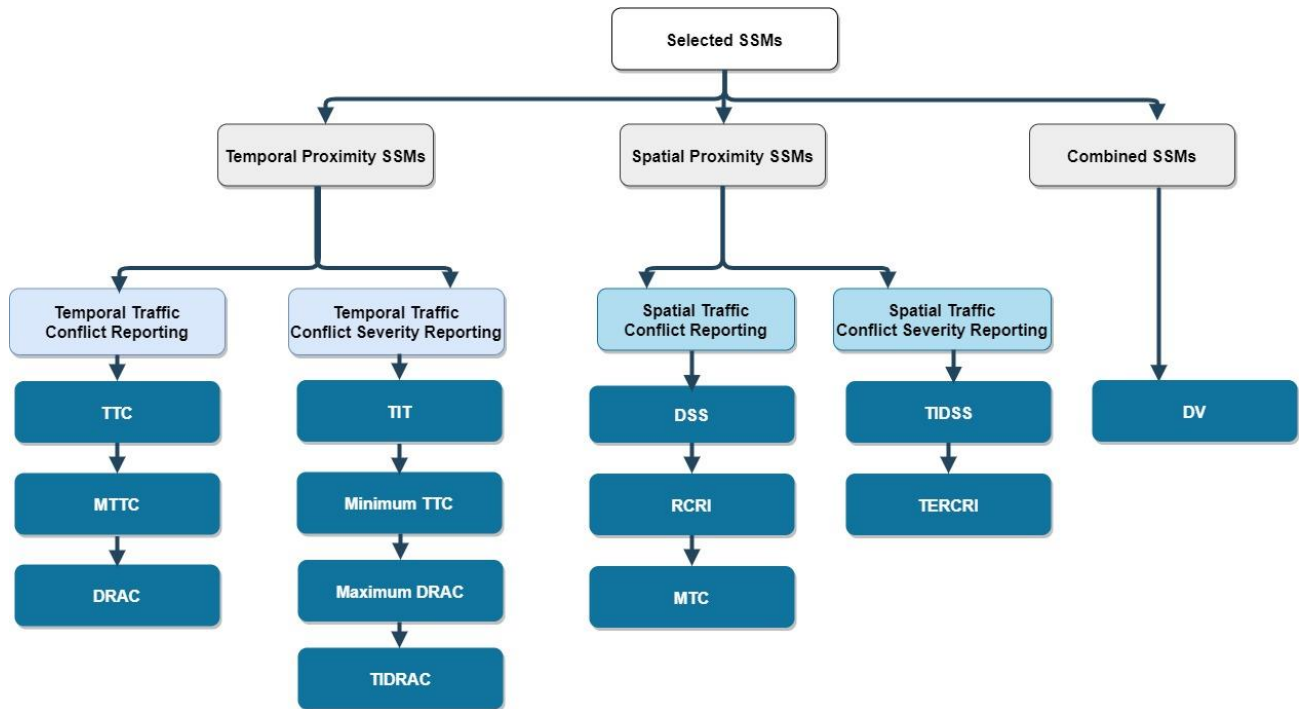 Selected SSMs
Temporal Proximity SSMs
Spatial Proximity SSMs
Combined SSMs
Temporal Traffic
Conflict Reporting
Temporal Traffic
Conflict Severity Reporting
Spatial Traffic
Conflict Reporting
Spatial Traffic
Conflict Severity Reporting
TTC
TIT
DSS
TIDSS
DV
MTTC
Minimum TTC
RCRI
TERCRI
DRAC
Maximum DRAC
MTC
TIDRAC